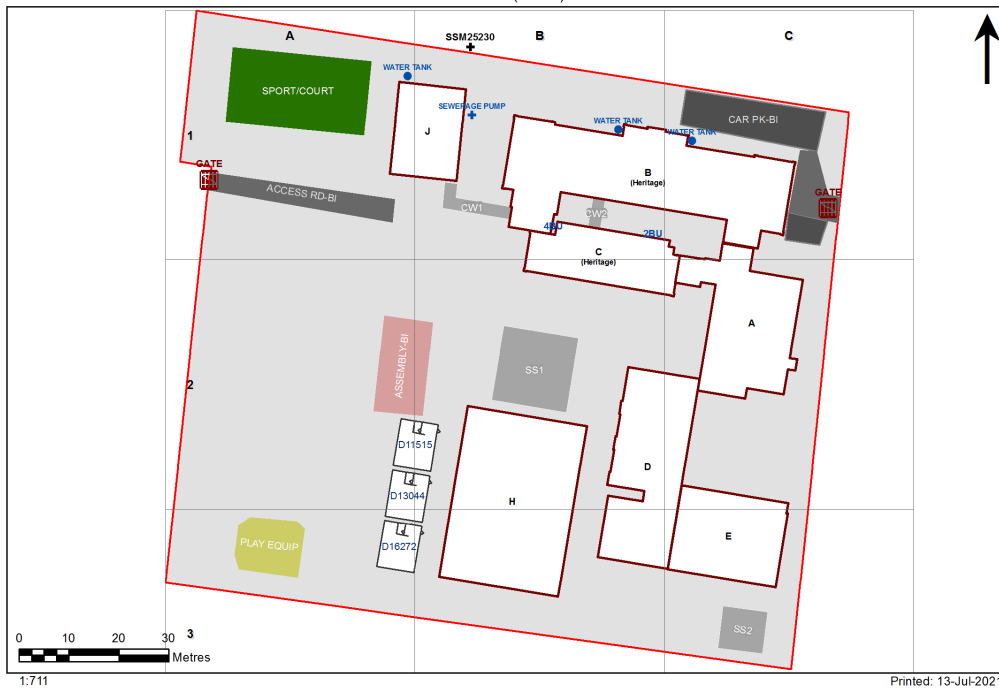 A
B
C
SSM25230
WATER TANK
SPORT/COURT
SEWERAGE PUMP
WATER TANK
CAR PK-BI
WATER TANK
1
J
GATE
ACCESS RD-BI
B
(Heritage)
GATE
CW1
CW2
4BU
2BU
C
(Heritage)
A
ASSEMBLY-BI
SS1
2
D11515
D
D13044
H
E
PLAY EQUIP
D16272
SS2
3
0 10 20 30
Metres
1:711
Printed: 13-Jul-2021